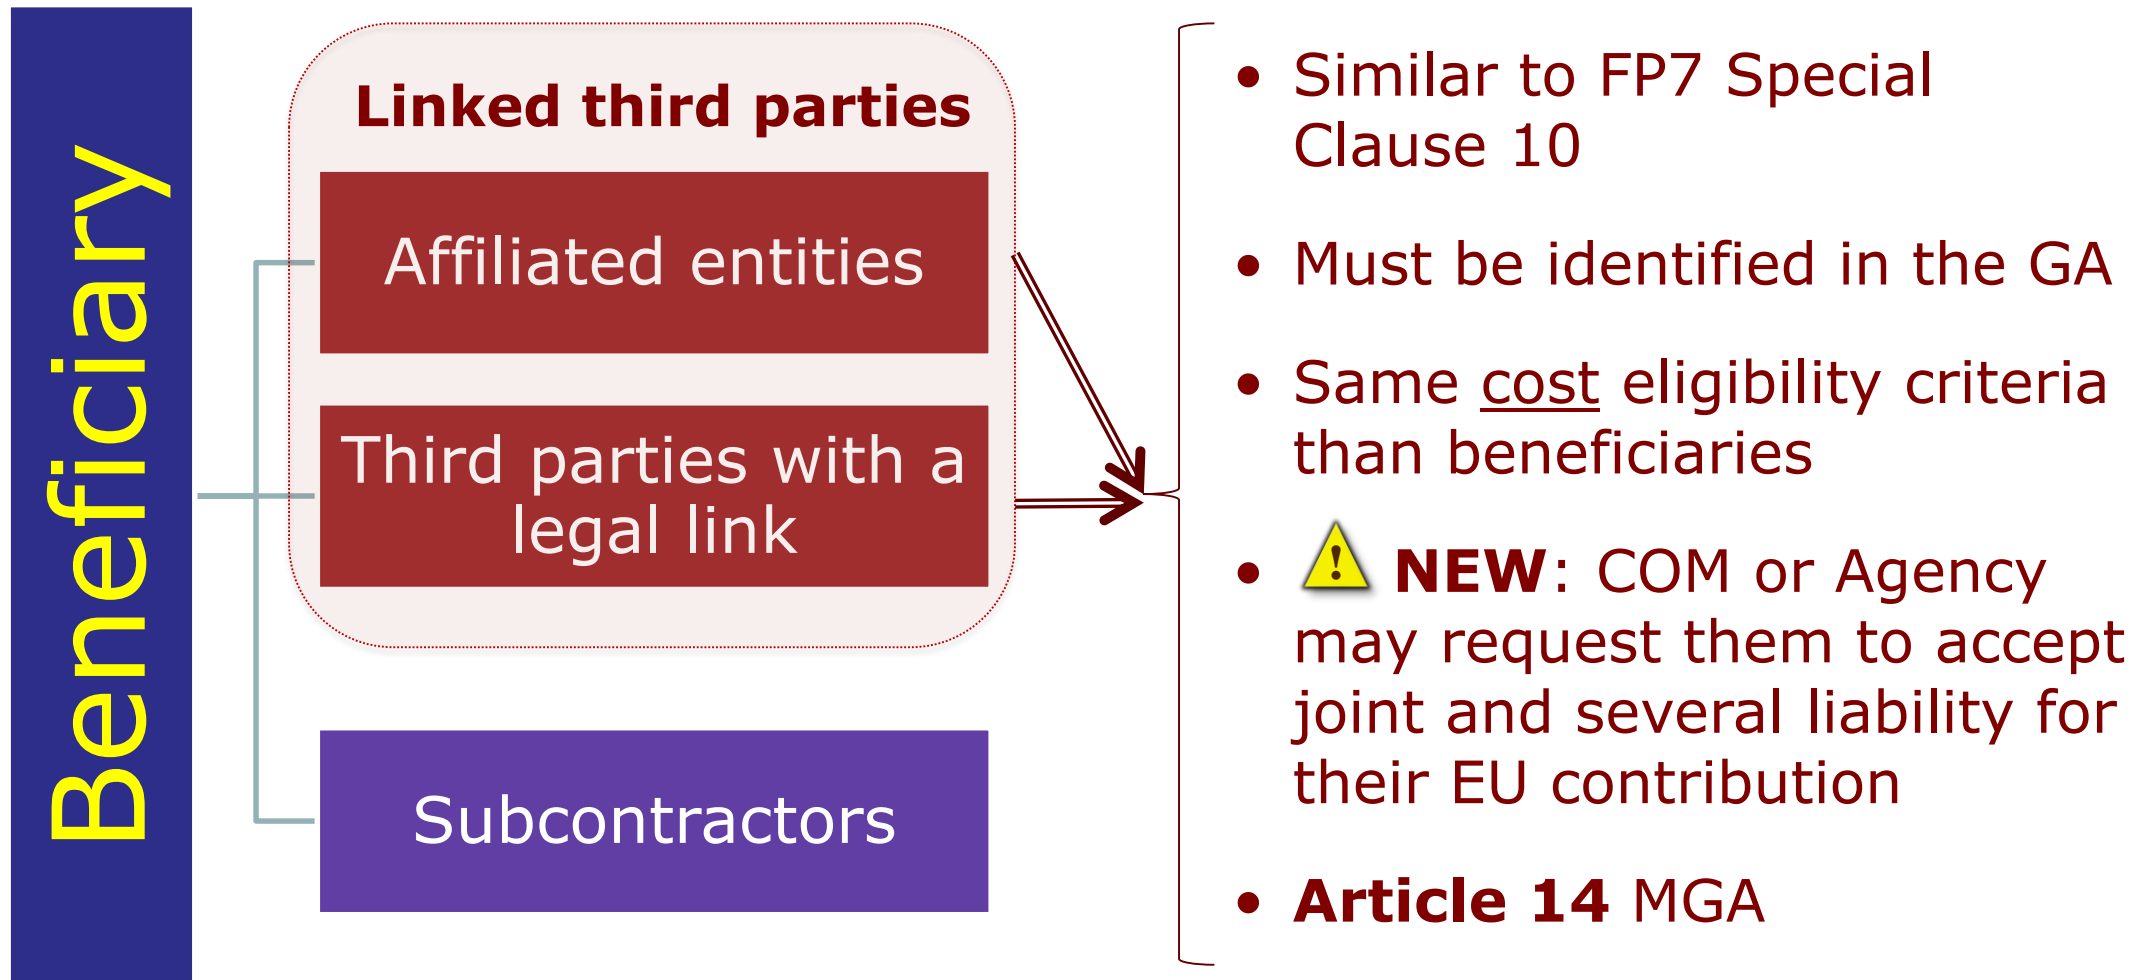 Beneficiary
Linked third parties
Affiliated entities
Third parties with a
legal link
Subcontractors
• Similar to FP7 Special
Clause 10
• Must be identified in the GA
• Same cost eligibility criteria
than beneficiaries
• ! NEW: COM or Agency
may request them to accept
joint and several liability for
their EU contribution
• Article 14 MGA